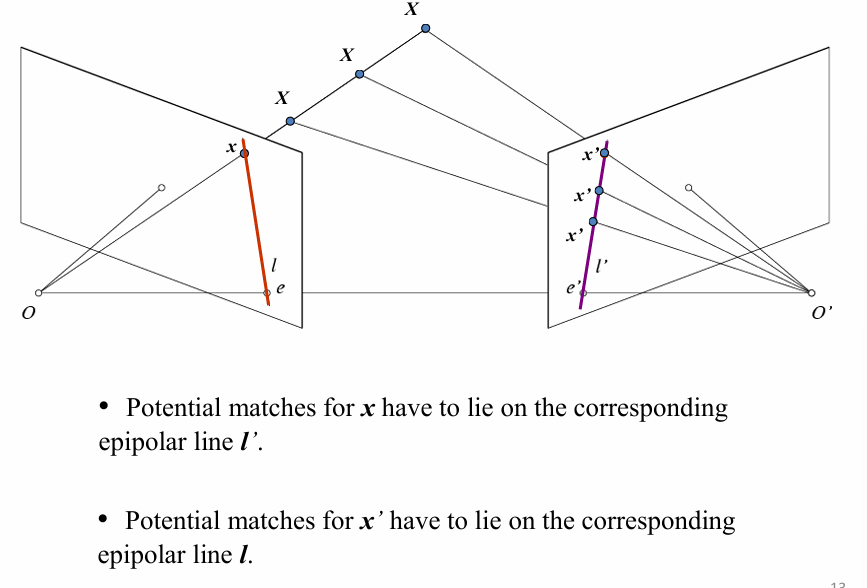 X
X
X
x
x’
x’
x’
l
l’
e
e’
O
O’
• Potential matches for x have to lie on the corresponding
epipolar line l’.
• Potential matches for x’ have to lie on the corresponding
epipolar line l.